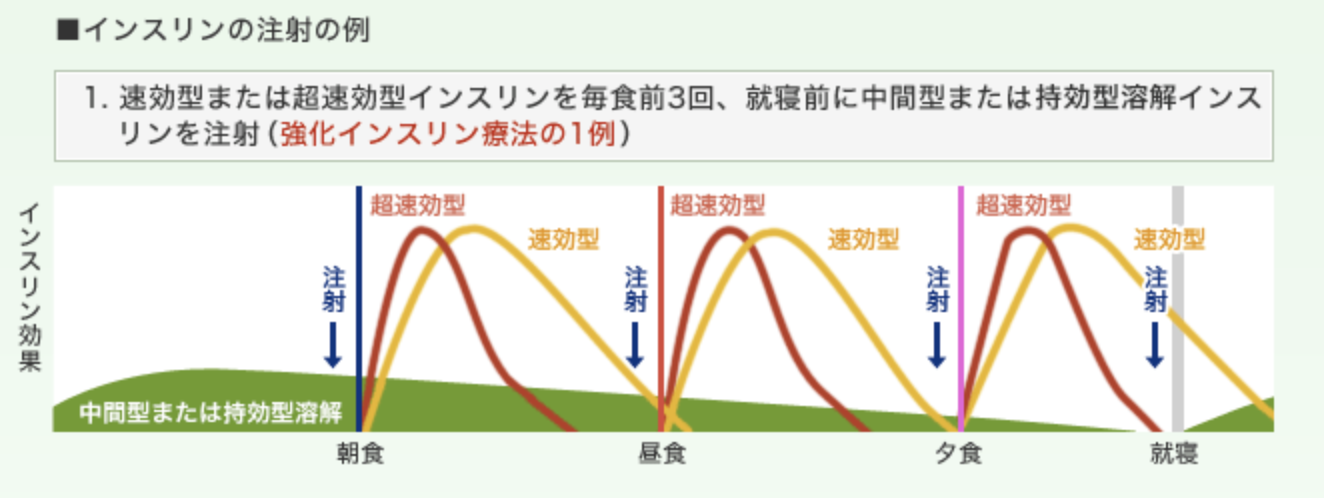 ■インスリンの注射の例
1. 速効型または超速効型インスリンを毎食前3回、就寝前に中間型または持効型溶解インス
リンを注射(強化インスリン療法の1例)
インスリン効果
超速効型
速効型
注射
超速効型
速効型
注射
超速効型
速効型
注射
注射
中間型または持効型溶解
朝食
昼食
夕食
就寝